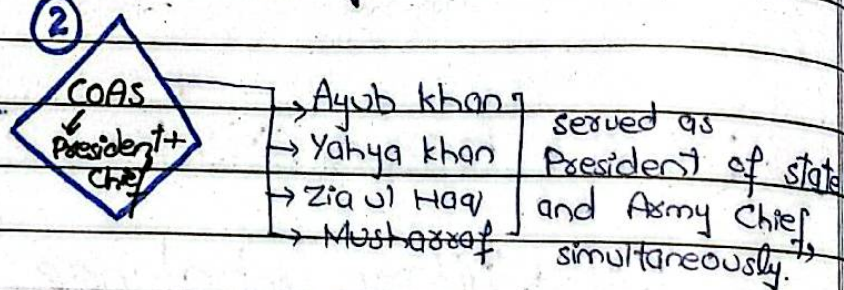 2
COAS
President +
Chief
→ Ayub khan
→ Yahya khan
→ Zia ul Haq
→ Musharraf
served as
President of state
and Army Chief,
simultaneously.